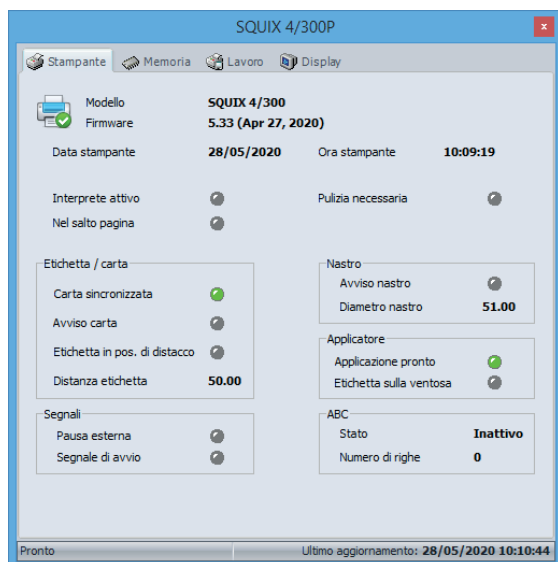 SQUIX 4/300P
x
Stampante Memoria Lavoro Display
Modello SQUIX 4/300
Firmware 5.33 (Apr 27, 2020)
Data stampante 28/05/2020 Ora stampante 10:09:19
Interprete attivo Pulizia necessaria
Nel salto pagina
Etichetta / carta
Carta sincronizzata
Avviso carta
Etichetta in pos. di distacco
Distanza etichetta 50.00
Nastro
Avviso nastro
Diametro nastro 51.00
Applicatore
Applicazione pronto
Etichetta sulla ventosa
Segnali
Pausa esterna
Segnale di avvio
ABC
Stato Inattivo
Numero di righe 0
Pronto Ultimo aggiornamento: 28/05/2020 10:10:44